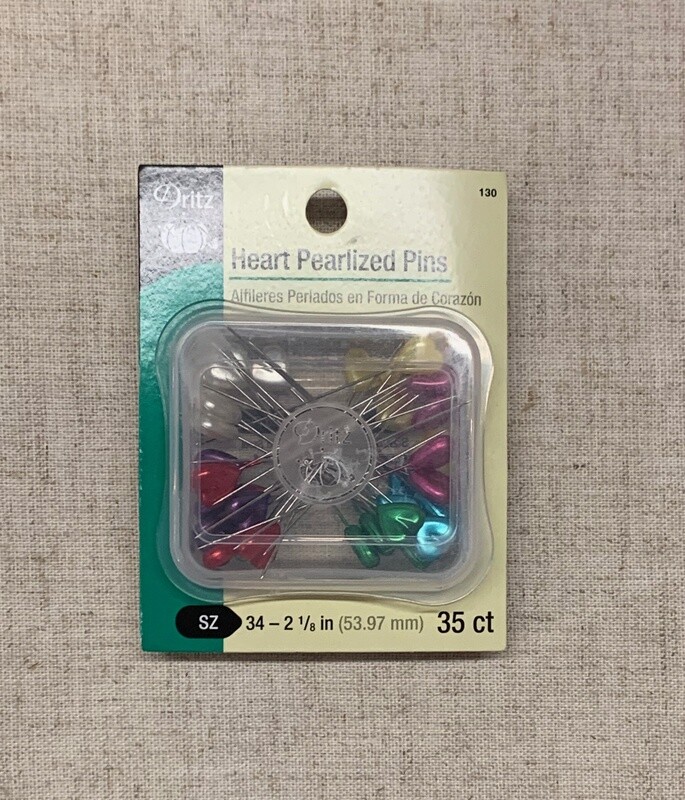 Dritz
130
Heart Pearlized Pins
Alfileres Perlados en Forma de Corazón
Dritz
SZ 34 – 2 1/8 in (53.97 mm) 35 ct